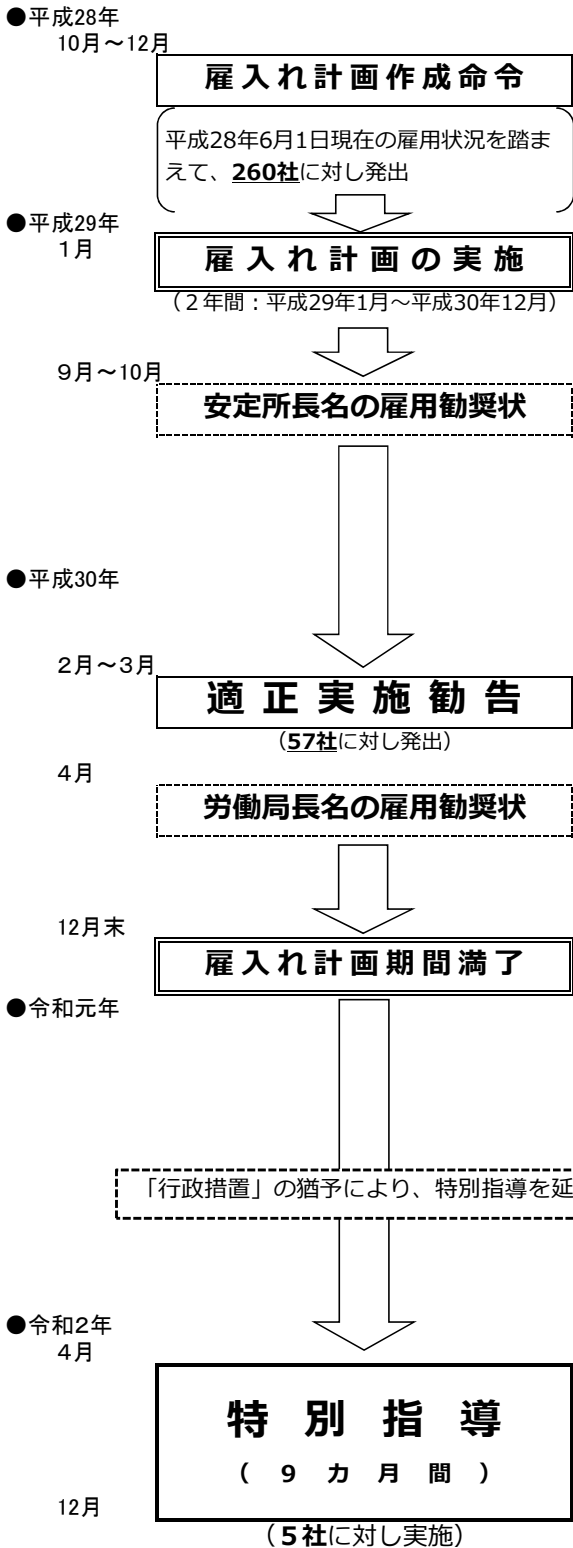 ●平成28年
10月～12月
雇入れ計画作成命令
平成28年6月1日現在の雇用状況を踏ま
えて、260社に対し発出
●平成29年
1月
雇入れ計画の実施
（２年間：平成29年1月～平成30年12月）
9月～10月
安定所長名の雇用勧奨状
●平成30年
2月～3月
適正実施勧告
（57社に対し発出）
4月
労働局長名の雇用勧奨状
12月末
雇入れ計画期間満了
●令和元年
「行政措置」の猶予により、特別指導を延
●令和2年
4月
特別指導
（9カ月間）
12月
（５社に対し実施）